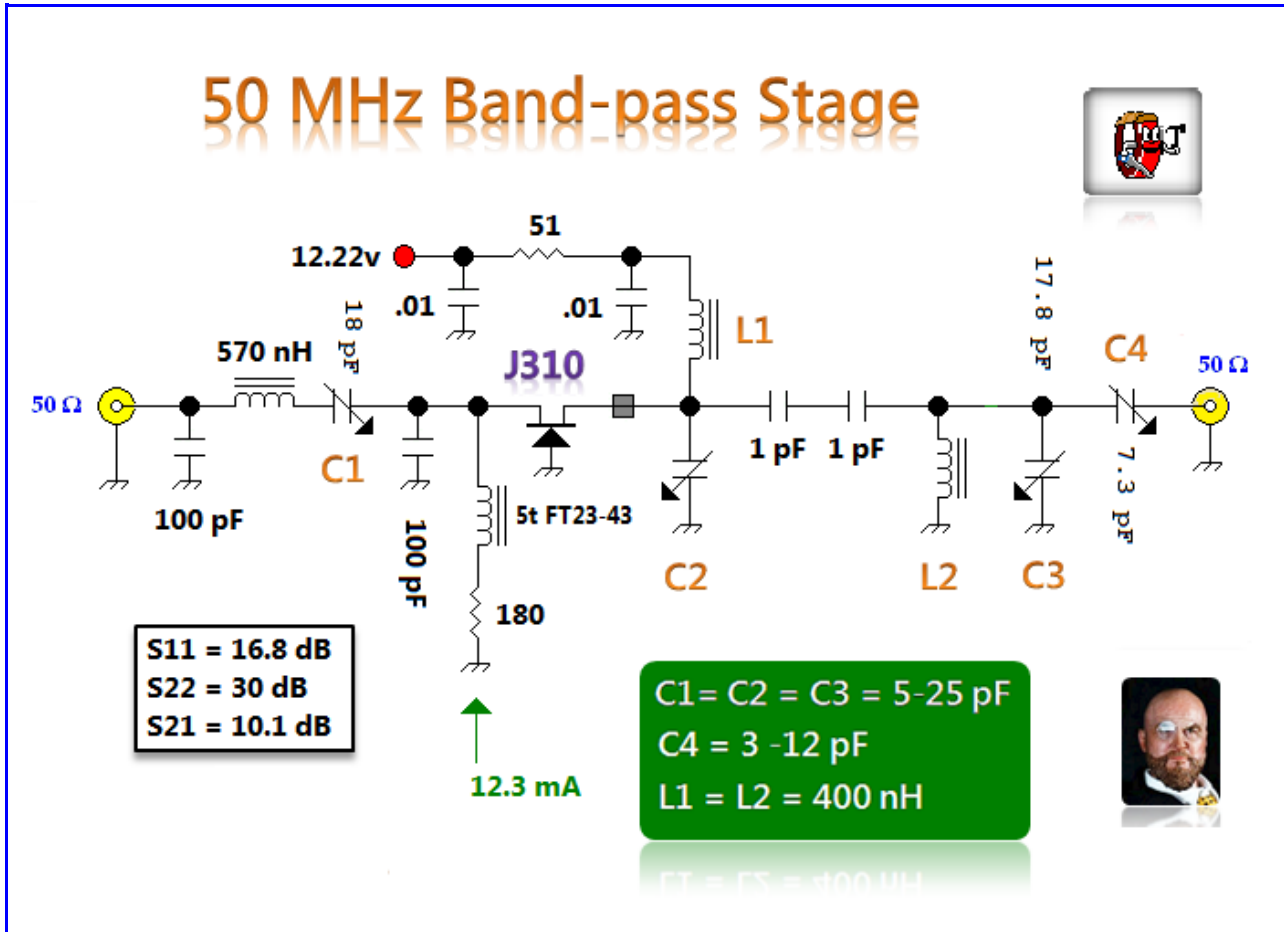 50 MHz Band-pass Stage
51
12.22v
.01
.01
18 pF
L1
17.8 pF
570 nH
J310
C4
50 Ω
50 Ω
C1
1 pF
1 pF
7.3 pF
100 pF
100 pF
5t FT23-43
C2
L2
C3
180
S11 = 16.8 dB
S22 = 30 dB
S21 = 10.1 dB
12.3 mA
C1= C2 = C3 = 5-25 pF
C4 = 3 -12 pF
L1 = L2 = 400 nH